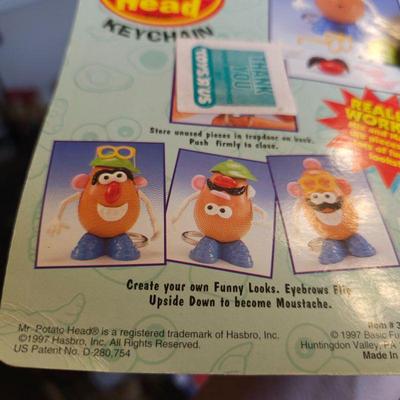 Head
KEYCHAIN
THANK YOU
TOYS R US
REALLY
Store unused pieces in trapdoor on back.
Push firmly to close.
Create your own Funny Looks. Eyebrows Flip
Upside Down to become Moustache.
Mr. Potato Head® is a registered trademark of Hasbro, Inc.
©1997 Hasbro, Inc. All Rights Reserved.
US Patent No. D-280,754
Item # 3
© 1997 Basic Fu
Huntingdon Valley, PA
Made in